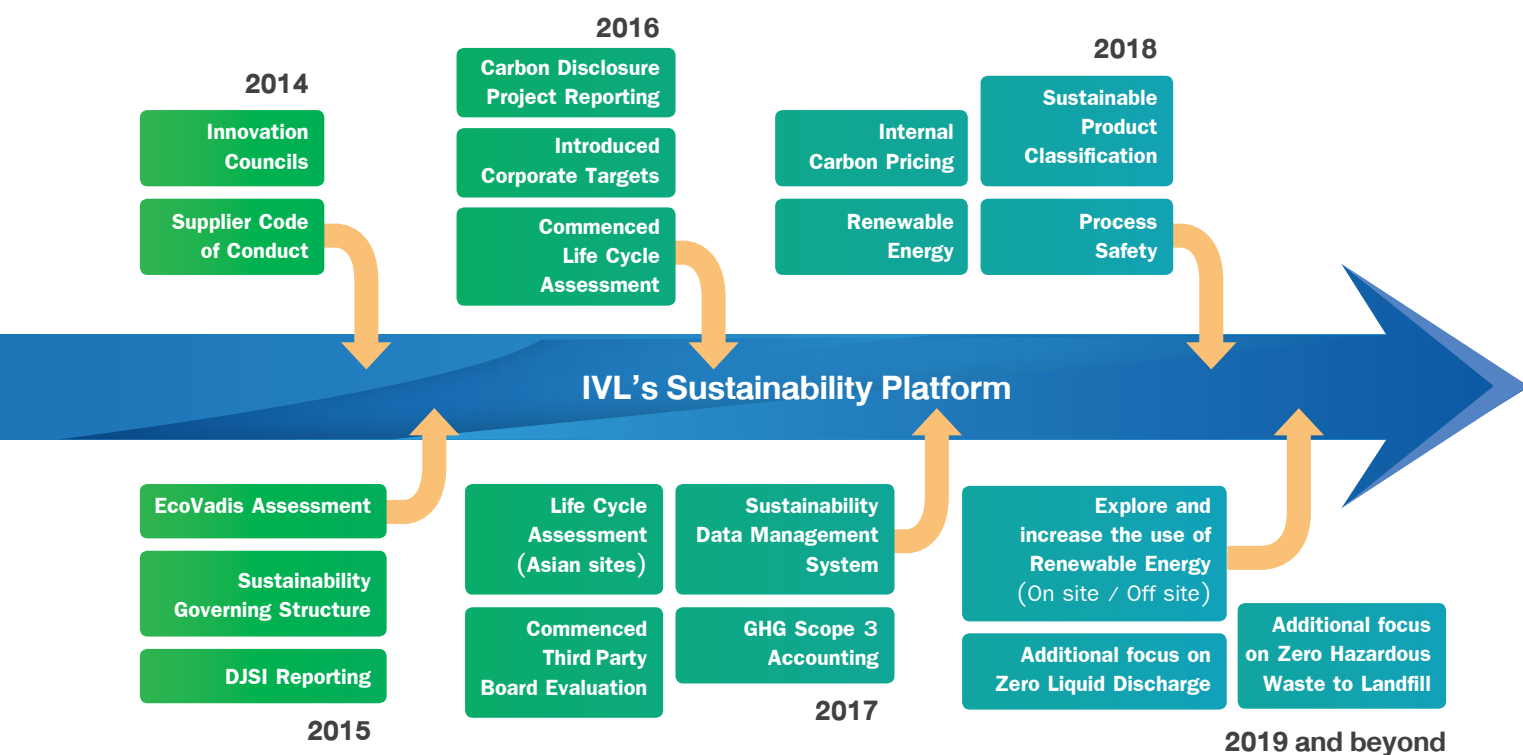 2014
Innovation
Councils
Supplier Code
of Conduct
2016
Carbon Disclosure
Project Reporting
Introduced
Corporate Targets
Commenced
Life Cycle
Assessment
2018
Internal
Carbon Pricing
Sustainable
Product
Classification
Renewable
Energy
Process
Safety
IVL's Sustainability Platform
EcoVadis Assessment
Sustainability
Governing Structure
DJSI Reporting
2015
Life Cycle
Assessment
(Asian sites)
Sustainability
Data Management
System
Commenced
Third Party
Board Evaluation
GHG Scope 3
Accounting
2017
Explore and
increase the use of
Renewable Energy
(On site / Off site)
Additional focus on
Zero Liquid Discharge
Additional focus
on Zero Hazardous
Waste to Landfill
2019 and beyond